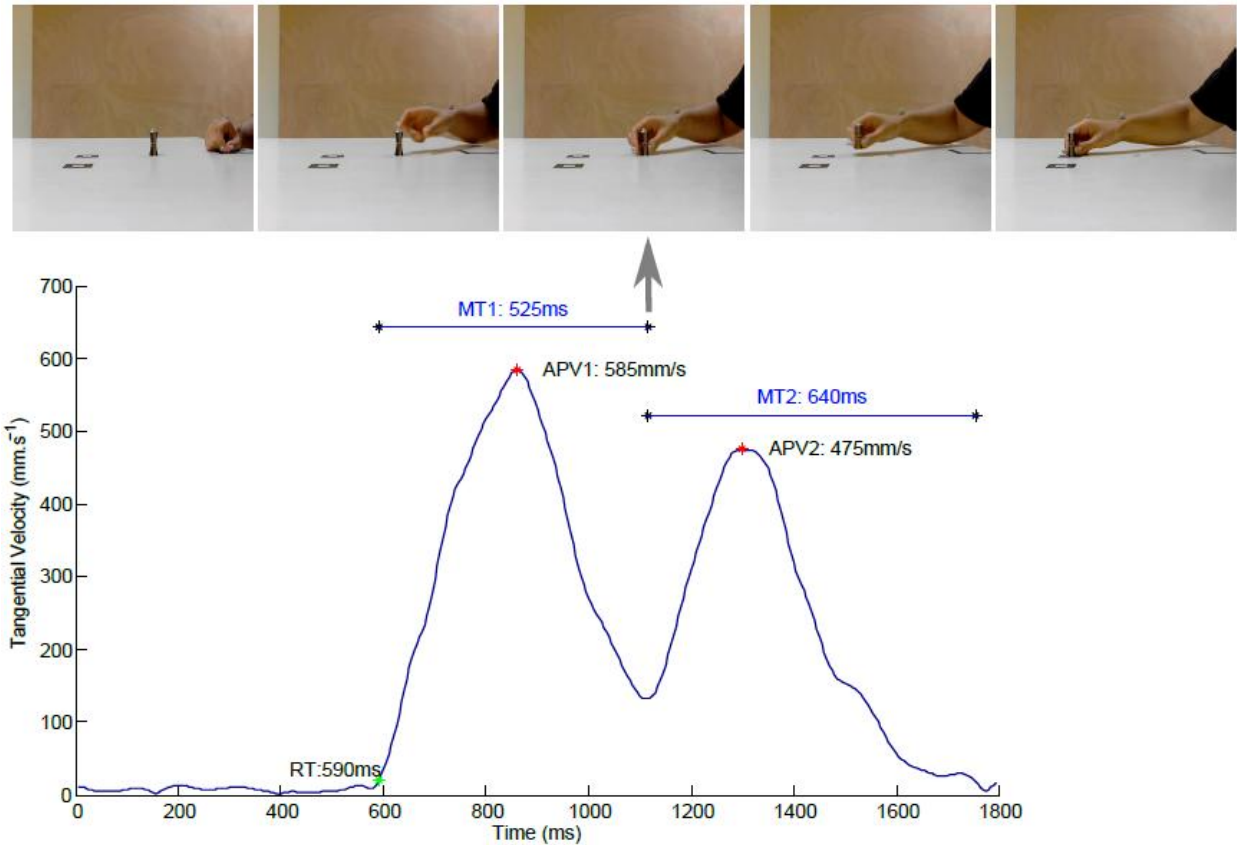 700
MT1: 525ms
600
APV1: 585mm/s
MT2: 640ms
500
APV2: 475mm/s
400
300
200
100
RT:590ms
0
0 200 400 600 800 1000 1200 1400 1600 1800
Time (ms)
Tangential Velocity (mm.s⁻¹)